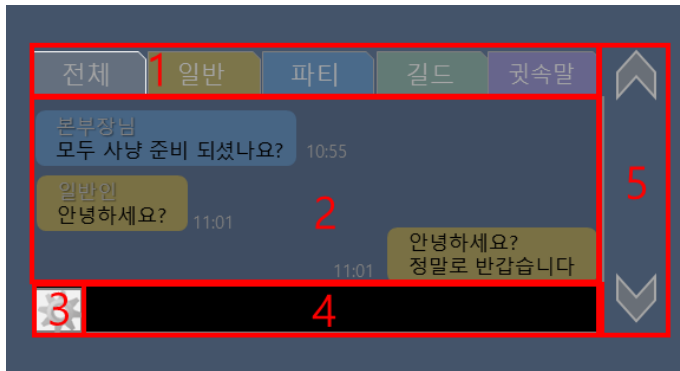 전체 1 일반 파티 길드 귓속말
본부장님
모두 사냥 준비 되셨나요? 10:55
5
일반인
안녕하세요? 11:01
2
안녕하세요?
11:01 정말로 반갑습니다
3 4